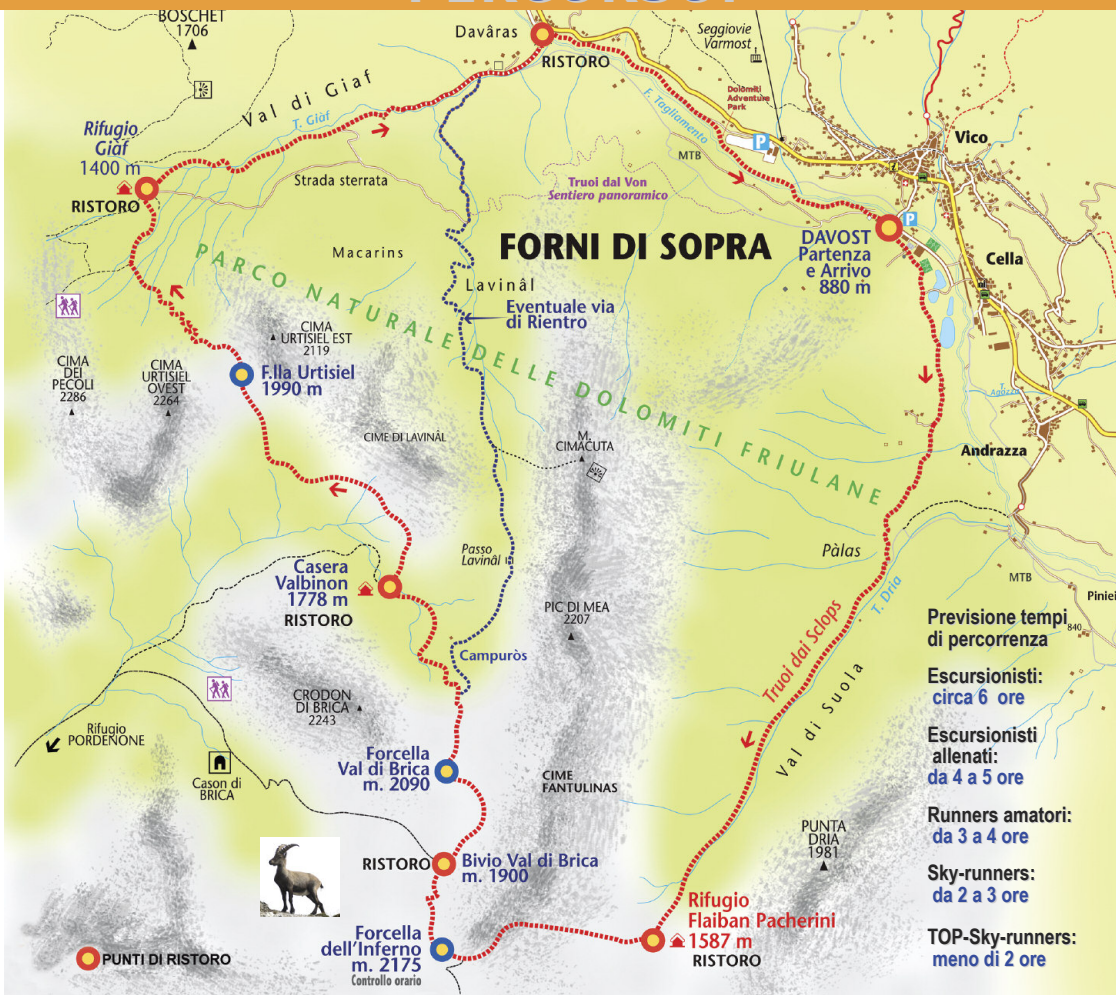 BOSCHET
1706
Davâras
RISTORO
Seggiovie
Varmost
Val di Giaf
T. Giàf
Dolomiti
Adventure
Park
F. Tagliamento
P
Vico
Rifugio
Giàf
1400 m
RISTORO
MTB
Strada sterrata
Truoi dal Von
Sentiero panoramico
P
DAVOST
Partenza
e Arrivo
880 m
FORNI DI SOPRA
Macarins
Cella
PARCO NATURALE DELLE DOLOMITI FRIULANE
Lavinâl
Eventuale via
di Rientro
CIMA
URTISIEL EST
2119
CIMA
DEI
PECOLI
2286
CIMA
URTISIEL
OVEST
2264
F.lla Urtisiel
1990 m
CIME DI LAVINÂL
M.
CIMACUTA
Andrazza
Passo
Lavinâl
Pàlas
T. Dria
Casera
Valbinon
1778 m
RISTORO
MTB
Piniei
840
PIC DI MEA
2207
Campuròs
Truoi dai Sclops
Val di Suola
CRODON
DI BRICA
2243
Rifugio
PORDENONE
Cason di
BRICA
Forcella
Val di Brica
m. 2090
CIME
FANTULINAS
PUNTA
DRIA
1981
RISTORO
Bivio Val di Brica
m. 1900
Rifugio
Flaiban Pacherini
1587 m
RISTORO
Forcella
dell'Inferno
m. 2175
Controllo orario
PUNTI DI RISTORO
Previsione tempi
di percorrenza
Escursionisti:
circa 6 ore
Escursionisti
allenati:
da 4 a 5 ore
Runners amatori:
da 3 a 4 ore
Sky-runners:
da 2 a 3 ore
TOP-Sky-runners:
meno di 2 ore